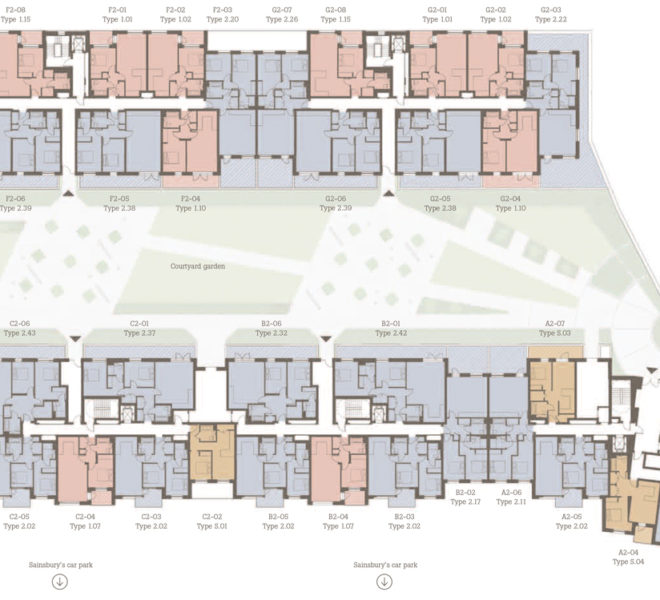 F2-08
Type 1.15
F2-01
Type 1.01
F2-02
Type 1.02
F2-03
Type 2.20
G2-07
Type 2.26
G2-08
Type 1.15
G2-01
Type 1.01
G2-02
Type 1.02
G2-03
Type 2.22
F2-06
Type 2.39
F2-05
Type 2.38
F2-04
Type 1.10
G2-06
Type 2.39
G2-05
Type 2.38
G2-04
Type 1.10
Courtyard garden
C2-06
Type 2.43
C2-01
Type 2.37
B2-06
Type 2.32
B2-01
Type 2.42
A2-07
Type S.03
C2-05
Type 2.02
C2-04
Type 1.07
C2-03
Type 2.02
C2-02
Type S.01
B2-05
Type 2.02
B2-04
Type 1.07
B2-03
Type 2.02
B2-02
Type 2.17
A2-06
Type 2.11
A2-05
Type 2.02
A2-04
Type S.04
Sainsbury's car park
Sainsbury's car park